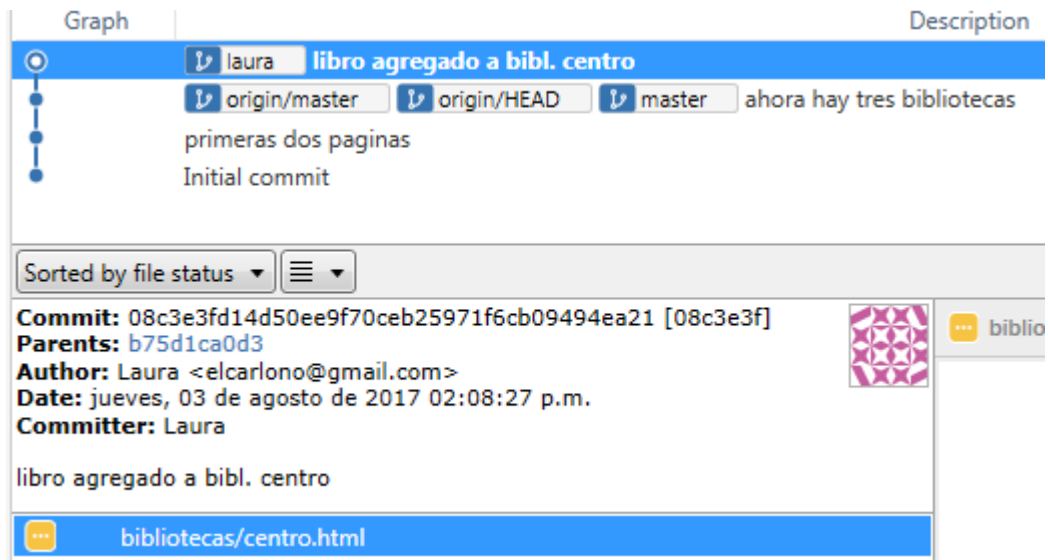 Graph Description
laura libro agregado a bibl. centro
origin/master origin/HEAD master ahora hay tres bibliotecas
primeras dos paginas
Initial commit
Sorted by file status
Commit: 08c3e3fd14d50ee9f70ceb25971f6cb09494ea21 [08c3e3f]
Parents: b75d1ca0d3
Author: Laura <elcarlono@gmail.com>
Date: jueves, 03 de agosto de 2017 02:08:27 p.m.
Committer: Laura
libro agregado a bibl. centro
biblio
bibliotecas/centro.html